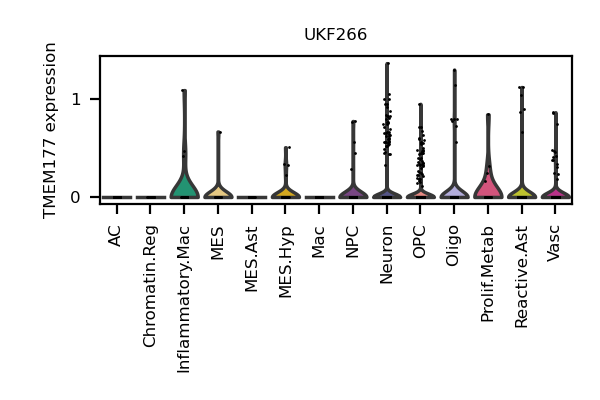 UKF266
TMEM177 expression
1
0
AC
Chromatin.Reg
Inflammatory.Mac
MES
MES.Ast
MES.Hyp
Mac
NPC
Neuron
OPC
Oligo
Prolif.Metab
Reactive.Ast
Vasc